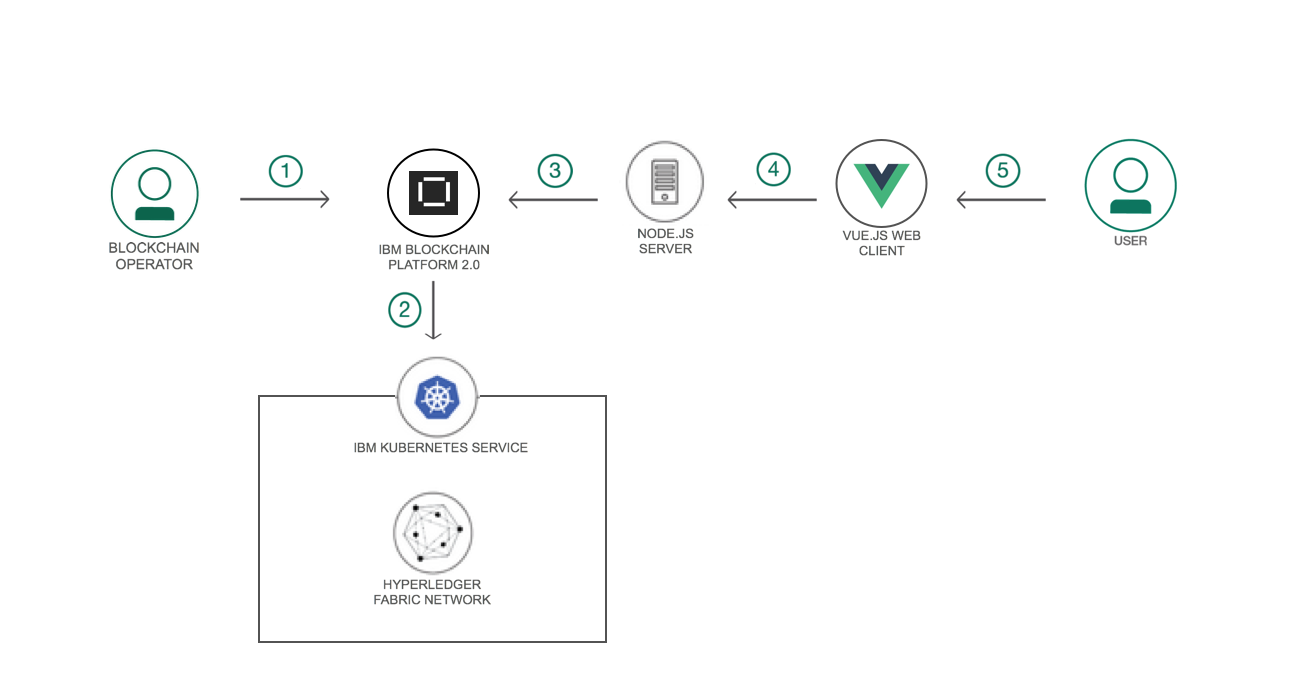 1
3
4
5
BLOCKCHAIN
OPERATOR
IBM BLOCKCHAIN
PLATFORM 2.0
NODE.JS
SERVER
VUE.JS WEB
CLIENT
USER
2
IBM KUBERNETES SERVICE
HYPERLEDGER
FABRIC NETWORK